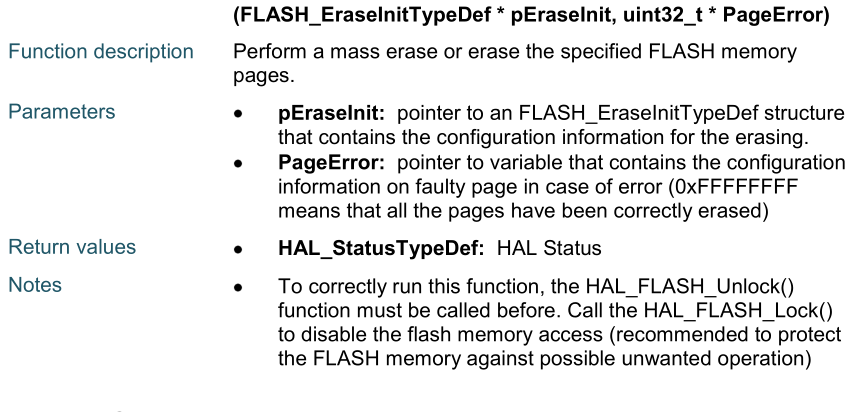 (FLASH_EraseInitTypeDef * pEraseInit, uint32_t * PageError)
Function description Perform a mass erase or erase the specified FLASH memory
pages.
Parameters ● pEraseInit: pointer to an FLASH_EraseInitTypeDef structure
that contains the configuration information for the erasing.
● PageError: pointer to variable that contains the configuration
information on faulty page in case of error (0xFFFFFFFF
means that all the pages have been correctly erased)
Return values ● HAL_StatusTypeDef: HAL Status
Notes ● To correctly run this function, the HAL_FLASH_Unlock()
function must be called before. Call the HAL_FLASH_Lock()
to disable the flash memory access (recommended to protect
the FLASH memory against possible unwanted operation)